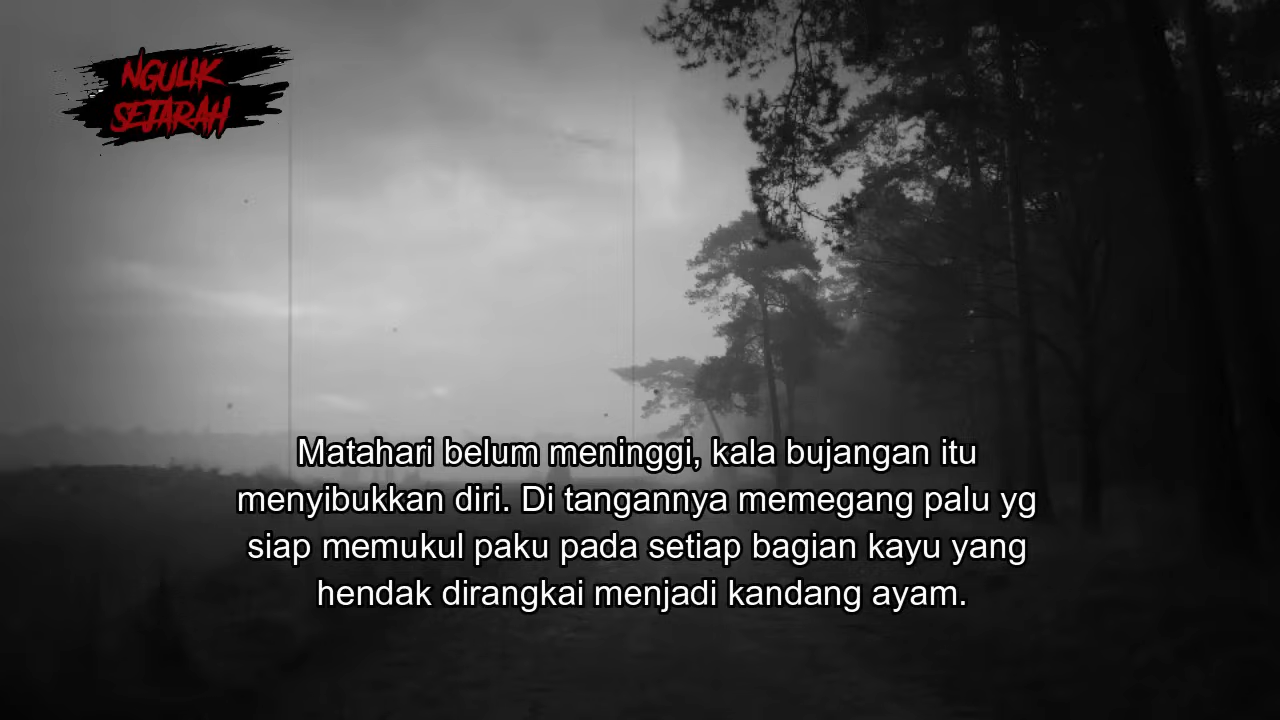 NGULIK
SEJARAH
Matahari belum meninggi, kala bujangan itu
menyibukkan diri. Di tangannya memegang palu yg
siap memukul paku pada setiap bagian kayu yang
hendak dirangkai menjadi kandang ayam.